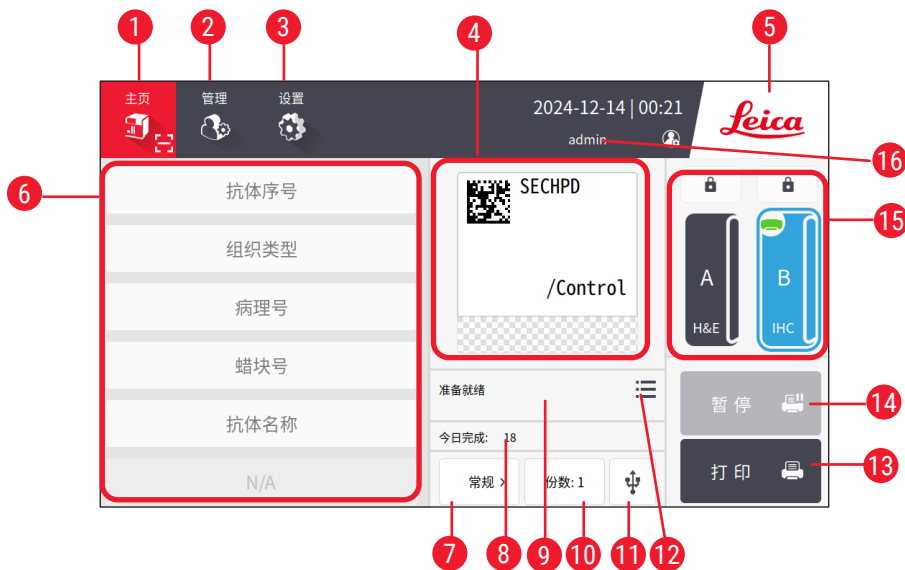 1
2
3
4
5
主页
管理
设置
2024-12-14 | 00:21
admin
Leica
16
6
抗体序号
组织类型
病理号
蜡块号
抗体名称
N/A
SECHPD
/Control
A
H&E
B
IHC
15
准备就绪
今日完成: 18
常规 ›
份数: 1
暂停
14
打印
13
7
8
9
10
11
12